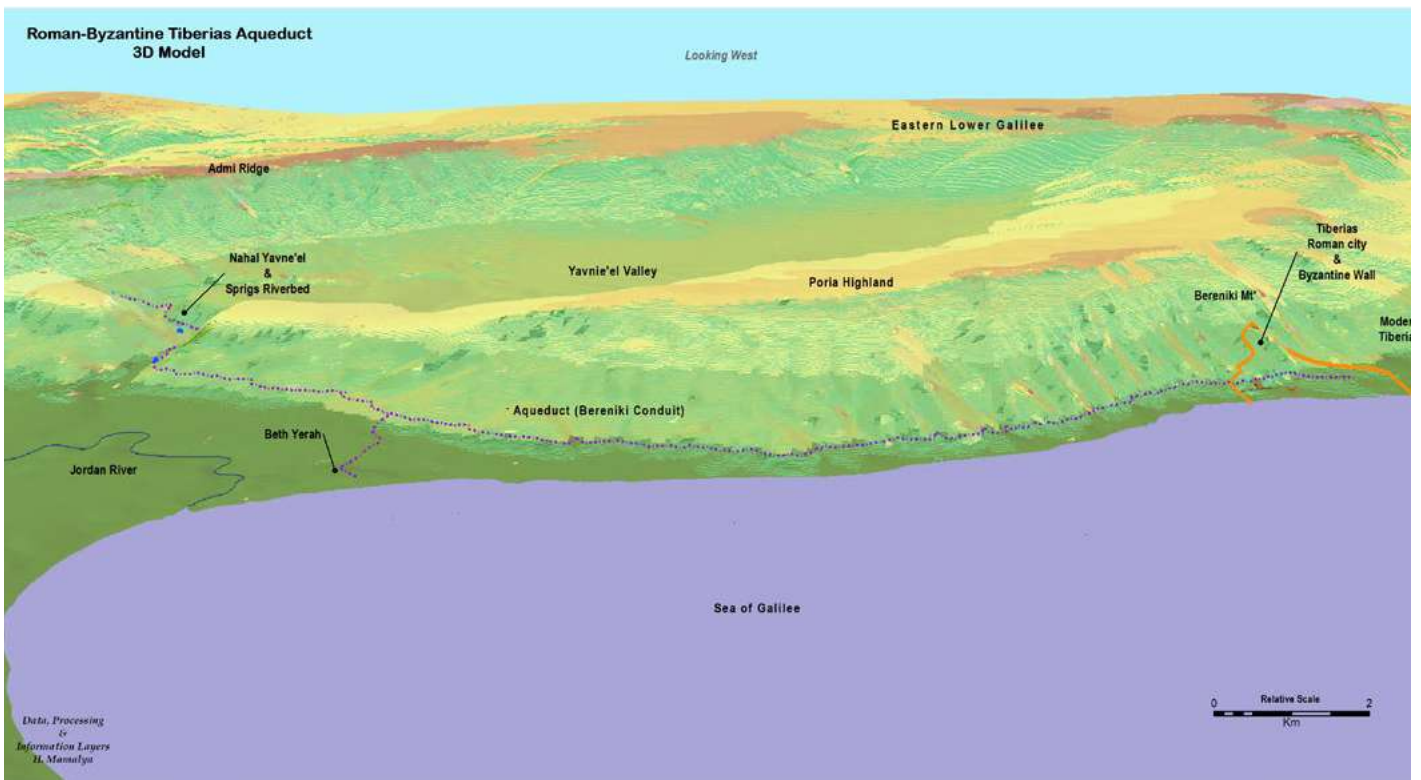 Roman-Byzantine Tiberias Aqueduct
3D Model
Looking West
Eastern Lower Galilee
Admi Ridge
Nahal Yavne'el
&
Sprigs Riverbed
Yavnie'el Valley
Poria Highland
Tiberias
Roman city
&
Byzantine Wall
Bereniki Mt'
Moder
Tiberia
Aqueduct (Bereniki Conduit)
Beth Yerah
Jordan River
Sea of Galilee
0 Relative Scale 2
Km
Data, Processing
&
Information Layers
H. Mamalya